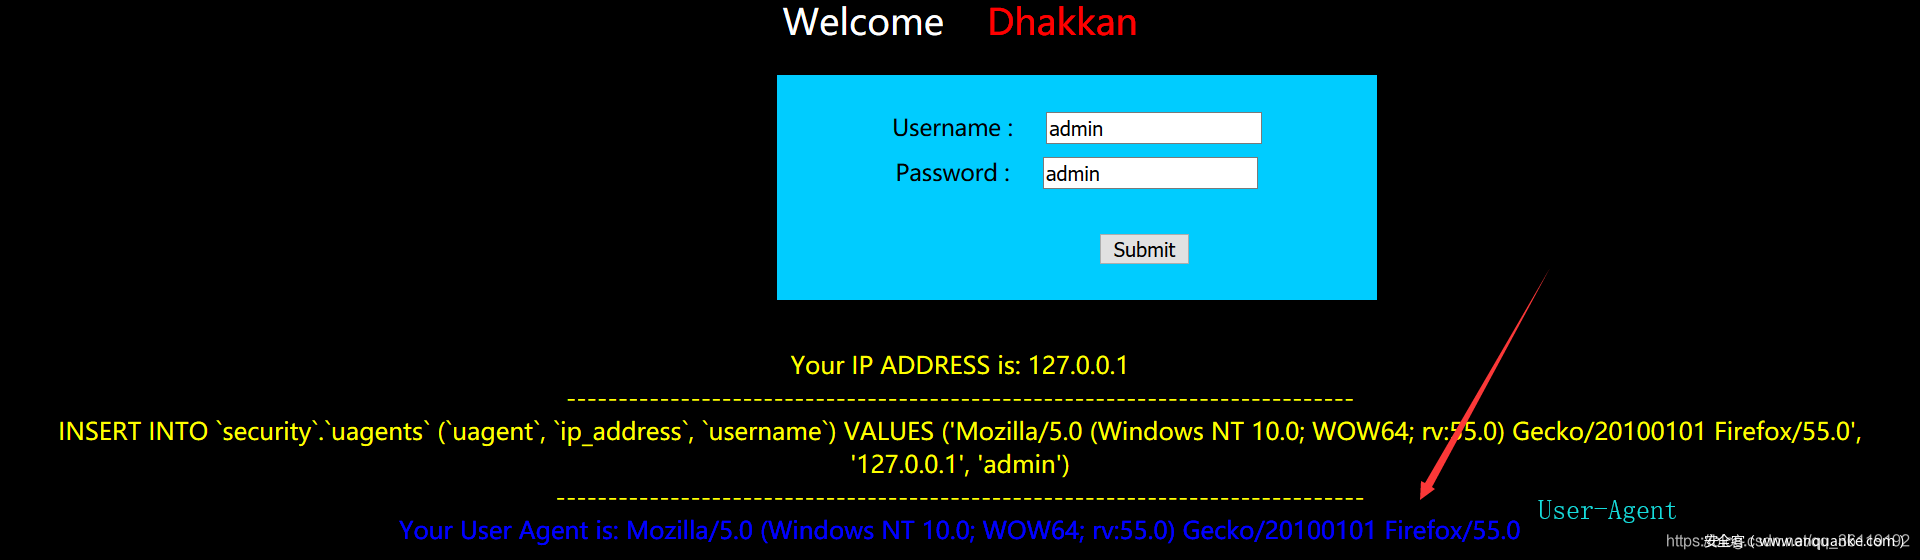 Welcome Dhakkan
Username : admin
Password : admin
Submit
Your IP ADDRESS is: 127.0.0.1
------------------------------------------------------------------------------
INSERT INTO `security`.`uagents` (`uagent`, `ip_address`, `username`) VALUES ('Mozilla/5.0 (Windows NT 10.0; WOW64; rv:55.0) Gecko/20100101 Firefox/55.0',
'127.0.0.1', 'admin')
--------------------------------------------------------------------------------
User-Agent
Your User Agent is: Mozilla/5.0 (Windows NT 10.0; WOW64; rv:55.0) Gecko/20100101 Firefox/55.0
安全客 ( www.anquanke.com )